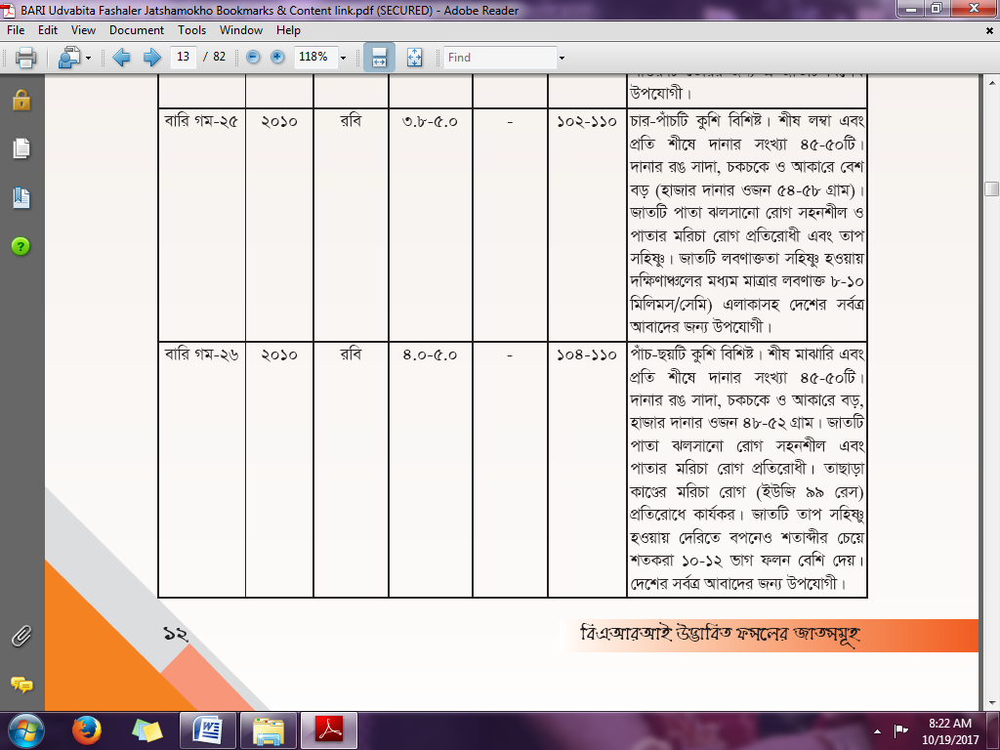 BARI Udvabita Fashaler Jatshamokho Bookmarks & Content link.pdf (SECURED) - Adobe Reader
File Edit View Document Tools Window Help
13 / 82 118% Find
উপযোগী।
বারি গম-২৫ ২০১০ রবি ৩.৮-৫.০ - ১০২-১১০ চার-পাঁচটি কুশি বিশিষ্ট। শীষ লম্বা এবং
প্রতি শীষে দানার সংখ্যা ৪৫-৫০টি।
দানার রঙ সাদা, চকচকে ও আকারে বেশ
বড় (হাজার দানার ওজন ৫৪-৫৮ গ্রাম)।
জাতটি পাতা ঝলসানো রোগ সহনশীল ও
পাতার মরিচা রোগ প্রতিরোধী এবং তাপ
সহিষ্ণু। জাতটি লবণাক্ততা সহিষ্ণু হওয়ায়
দক্ষিণাঞ্চলের মধ্যম মাত্রার লবণাক্ত ৮-১০
মিলিমস/সেমি) এলাকাসহ দেশের সর্বত্র
আবাদের জন্য উপযোগী।
বারি গম-২৬ ২০১০ রবি ৪.০-৫.০ - ১০৪-১১০ পাঁচ-ছয়টি কুশি বিশিষ্ট। শীষ মাঝারি এবং
প্রতি শীষে দানার সংখ্যা ৪৫-৫০টি।
দানার রঙ সাদা, চকচকে ও আকারে বড়,
হাজার দানার ওজন ৪৮-৫২ গ্রাম। জাতটি
পাতা ঝলসানো রোগ সহনশীল এবং
পাতার মরিচা রোগ প্রতিরোধী। তাছাড়া
কাণ্ডের মরিচা রোগ (ইউজি ৯৯ রেস)
প্রতিরোধে কার্যকর। জাতটি তাপ সহিষ্ণু
হওয়ায় দেরিতে বপনেও শতাব্দীর চেয়ে
শতকরা ১০-১২ ভাগ ফলন বেশি দেয়।
দেশের সর্বত্র আবাদের জন্য উপযোগী।
১২ বিএআরআই উদ্ভাবিত ফসলের জাতসমূহ
8:22 AM
10/19/2017